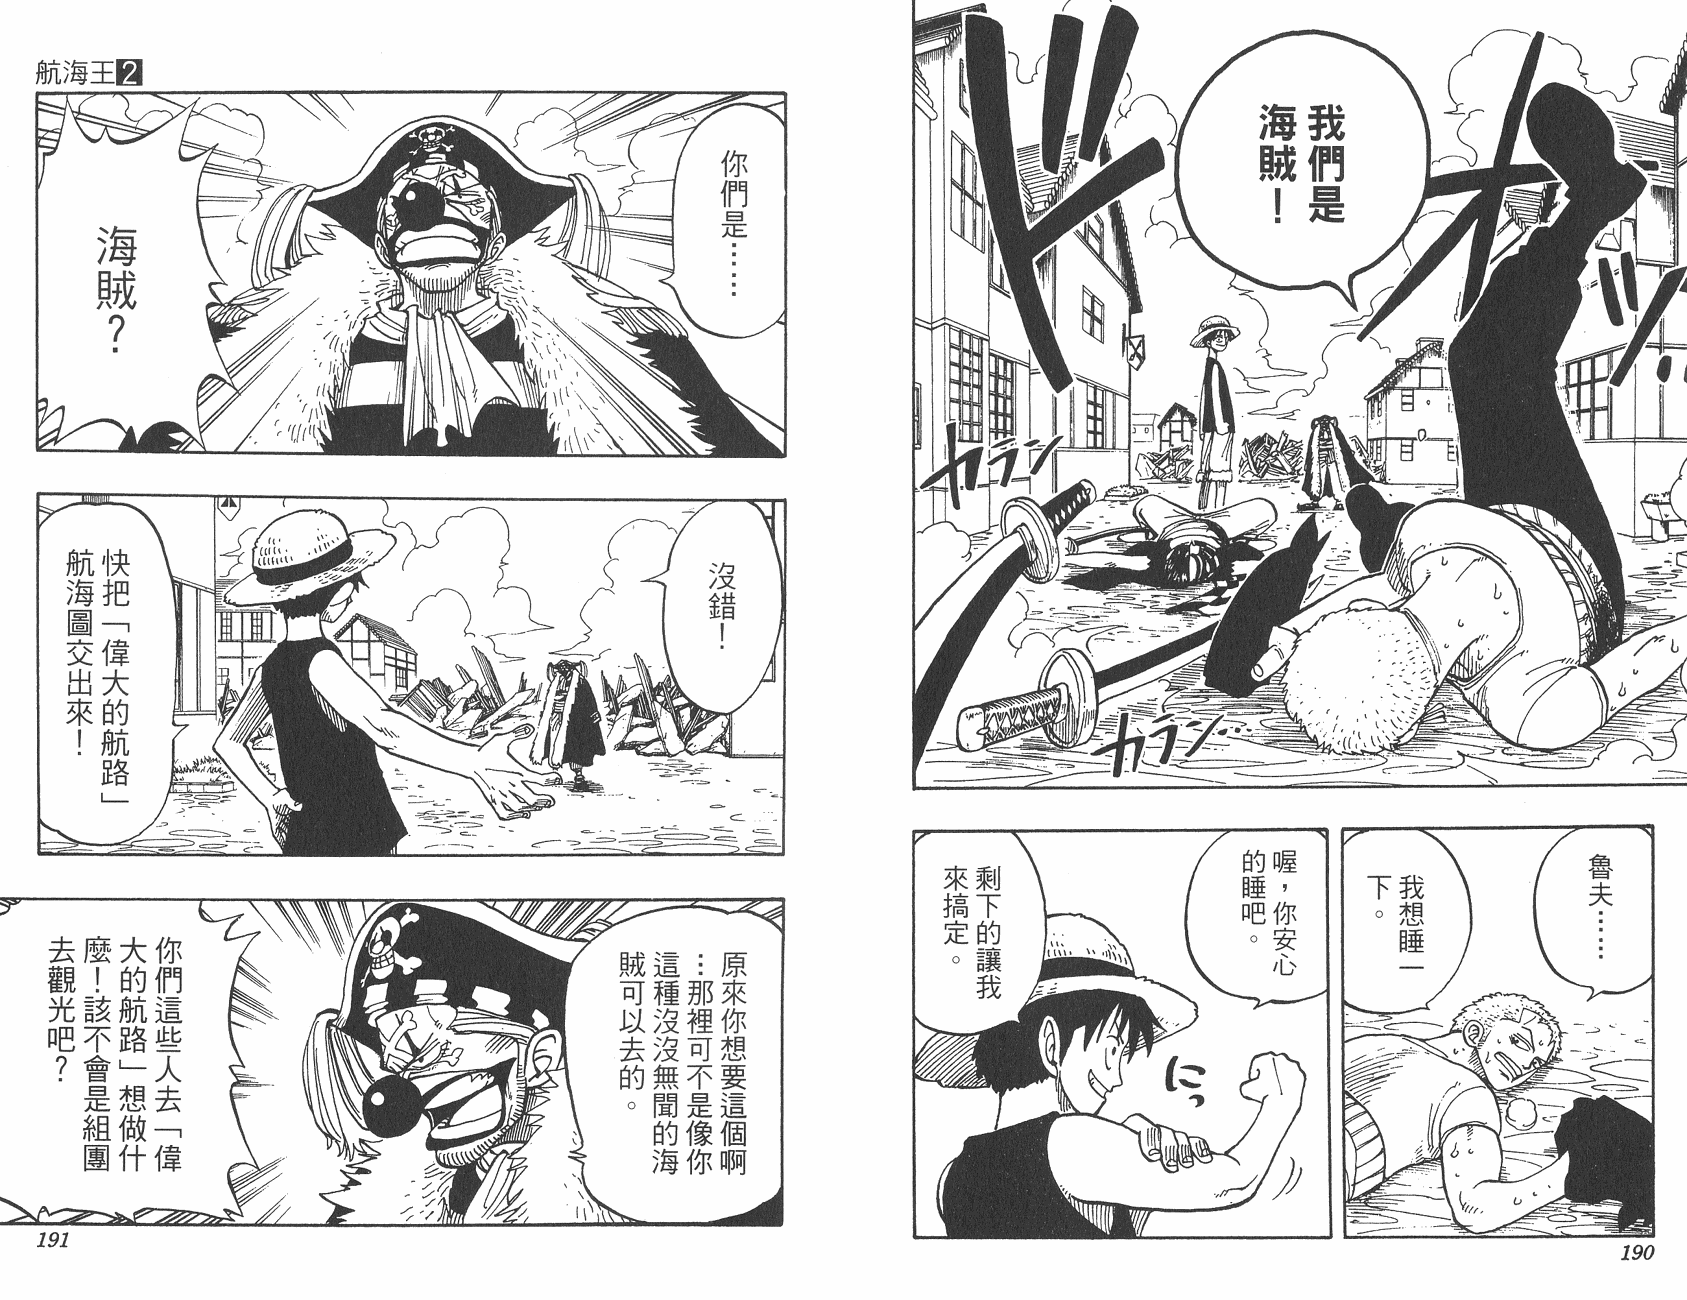 我們是
海賊！
ドォ
ン!!
カラン
カラン…
魯夫……
我想睡一
下。
喔，你安心
的睡吧。
剩下的讓我
來搞定。
にっ
190
航海王2
你們是……
海賊？
沒錯！
快把「偉大的航路」
航海圖交出來！
原來你想要這個啊
…那裡可不是像你
這種沒沒無聞的海
賊可以去的。
你們這些人去「偉
大的航路」想做什
麼！該不會是組團
去觀光吧？
191